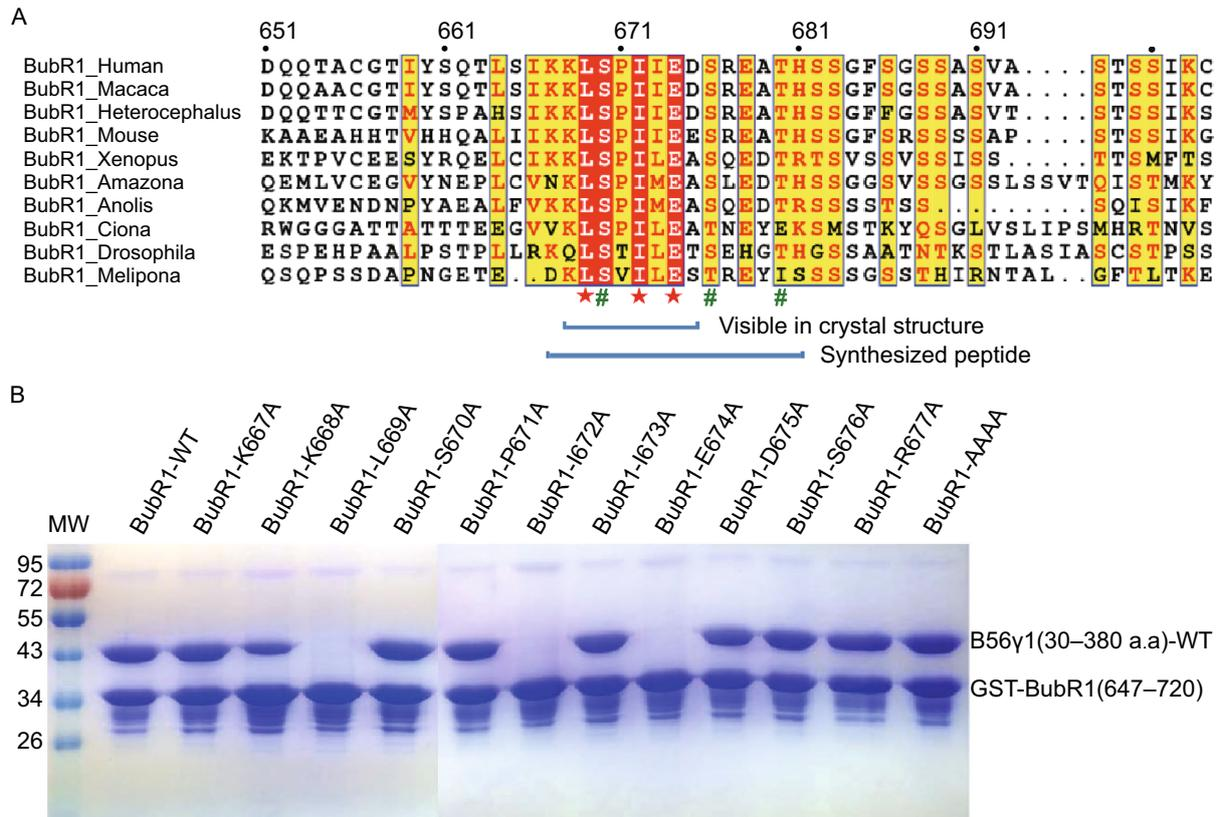 A
651 661 671 681 691
BubR1_Human DQQTACGTIYSQTLSIKKLSPIIEDSREATHSSGFSGSSASVA....STSSIKC
BubR1_Macaca DQQAACGTIYSQTLSIKKLSPIIEDSREATHSSGFSGSSASVA....STSSIKC
BubR1_Heterocephalus DQQTTCGTMYSPAHSIKKLSPIIEDSREATHSSGFFGSSASVT....STSSIKC
BubR1_Mouse KAAEAHHTVHHQALIIKKLSPIIEESREATHSSGFSRSSESAP....STSSIKG
BubR1_Xenopus EKTPVCEESYRQELCIKKLSPILEASQEDTRTSVSSVSSISS.....TTSMFTS
BubR1_Amazona QEMLVCEGVYNEPLCVNKLSPIMEASLEDTHSSGGSVSSGSSLSSVTQISTMKY
BubR1_Anolis QKMVENDNPYAEALFVKKLSPIMEASQEDTRSSSSTSS.........SQISIKF
BubR1_Ciona RWGGGATTATTTEEGVVKLSPILEATNEYEKSMSTKYQSGLVSLIPSMHRTNVS
BubR1_Drosophila ESPEHPAALPSTPLLRKQLSTILETSEHGTHGSSAATNTKSTLASIASCSTPSS
BubR1_Melipona QSQPSSDAPNGETE..DKLSVILESTREYISSSSGSSTHIRNTAL..GFTLTKE
★ # ★ ★ # #
Visible in crystal structure
Synthesized peptide
B
MW BubR1-WT BubR1-K667A BubR1-K668A BubR1-L669A BubR1-S670A BubR1-P671A BubR1-I672A BubR1-I673A BubR1-E674A BubR1-D675A BubR1-S676A BubR1-R677A BubR1-AAAA
95
72
55
43 B56γ1(30–380 a.a)-WT
34 GST-BubR1(647–720)
26